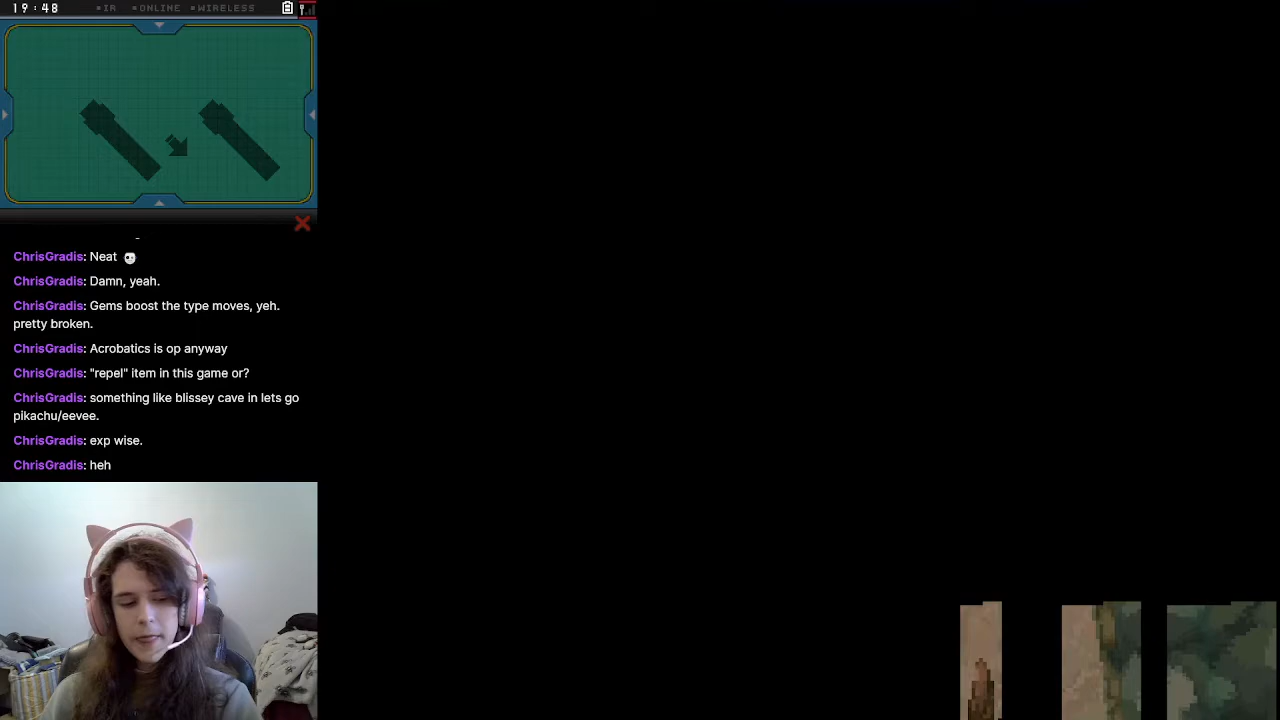 19:48 IR ONLINE WIRELESS
ChrisGradis: Neat
ChrisGradis: Damn, yeah.
ChrisGradis: Gems boost the type moves, yeh.
pretty broken.
ChrisGradis: Acrobatics is op anyway
ChrisGradis: "repel" item in this game or?
ChrisGradis: something like blissey cave in lets go
pikachu/eevee.
ChrisGradis: exp wise.
ChrisGradis: heh